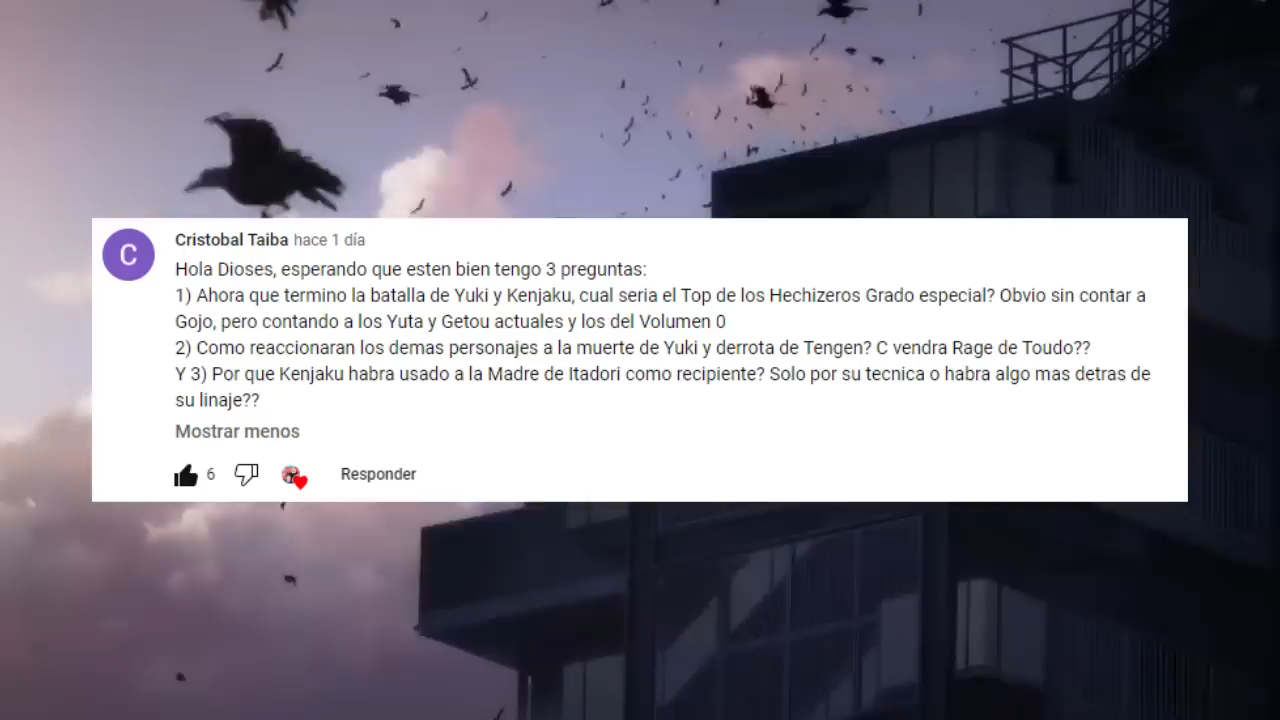 C
Cristobal Taiba hace 1 día
Hola Dioses, esperando que esten bien tengo 3 preguntas:
1) Ahora que termino la batalla de Yuki y Kenjaku, cual seria el Top de los Hechizeros Grado especial? Obvio sin contar a
Gojo, pero contando a los Yuta y Getou actuales y los del Volumen 0
2) Como reaccionaran los demas personajes a la muerte de Yuki y derrota de Tengen? C vendra Rage de Toudo??
Y 3) Por que Kenjaku habra usado a la Madre de Itadori como recipiente? Solo por su tecnica o habra algo mas detras de
su linaje??
Mostrar menos
6 Responder